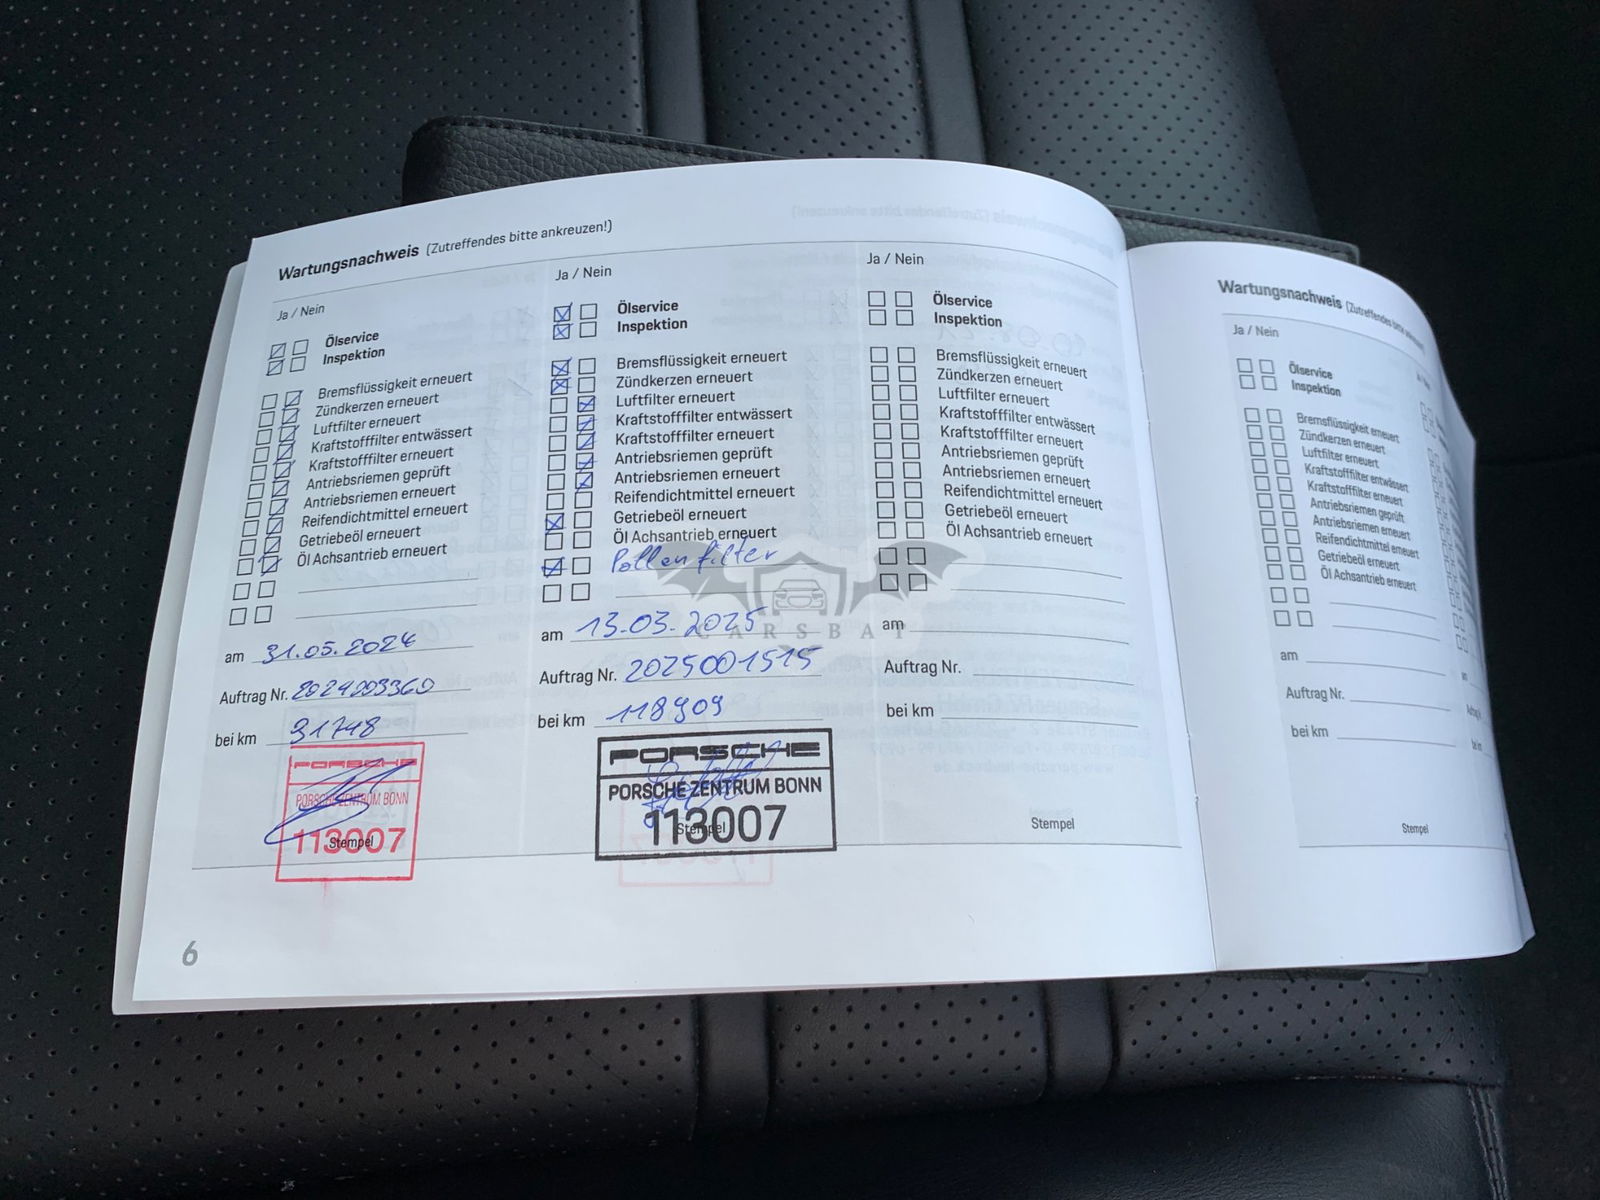 Wartungsnachweis (Zutreffendes bitte ankreuzen!)
Ja / Nein
Ölservice
Inspektion
Bremsflüssigkeit erneuert
Zündkerzen erneuert
Luftfilter erneuert
Kraftstofffilter entwässert
Kraftstofffilter erneuert
Antriebsriemen geprüft
Antriebsriemen erneuert
Reifendichtmittel erneuert
Getriebeöl erneuert
Öl Achsantrieb erneuert
am 31.05.2024
Auftrag Nr.
bei km
PORSCHE
PORSCHE ZENTRUM BONN
113007
Stempel
Ja / Nein
Ölservice
Inspektion
Bremsflüssigkeit erneuert
Zündkerzen erneuert
Luftfilter erneuert
Kraftstofffilter entwässert
Kraftstofffilter erneuert
Antriebsriemen geprüft
Antriebsriemen erneuert
Reifendichtmittel erneuert
Getriebeöl erneuert
Öl Achsantrieb erneuert
Pollenfilter
am 13.03.2025
Auftrag Nr. 2025001515
bei km 118909
PORSCHE
PORSCHE ZENTRUM BONN
113007
Stempel
Ja / Nein
Ölservice
Inspektion
Bremsflüssigkeit erneuert
Zündkerzen erneuert
Luftfilter erneuert
Kraftstofffilter entwässert
Kraftstofffilter erneuert
Antriebsriemen geprüft
Antriebsriemen erneuert
Reifendichtmittel erneuert
Getriebeöl erneuert
Öl Achsantrieb erneuert
am
Auftrag Nr.
bei km
Stempel
CARSBAT
6
Wartungsnachweis (Zutreffendes bitte ankreuzen!)
Ja / Nein
Ölservice
Inspektion
Bremsflüssigkeit erneuert
Zündkerzen erneuert
Luftfilter erneuert
Kraftstofffilter entwässert
Kraftstofffilter erneuert
Antriebsriemen geprüft
Antriebsriemen erneuert
Reifendichtmittel erneuert
Getriebeöl erneuert
Öl Achsantrieb erneuert
am
Auftrag Nr.
bei km
Stempel